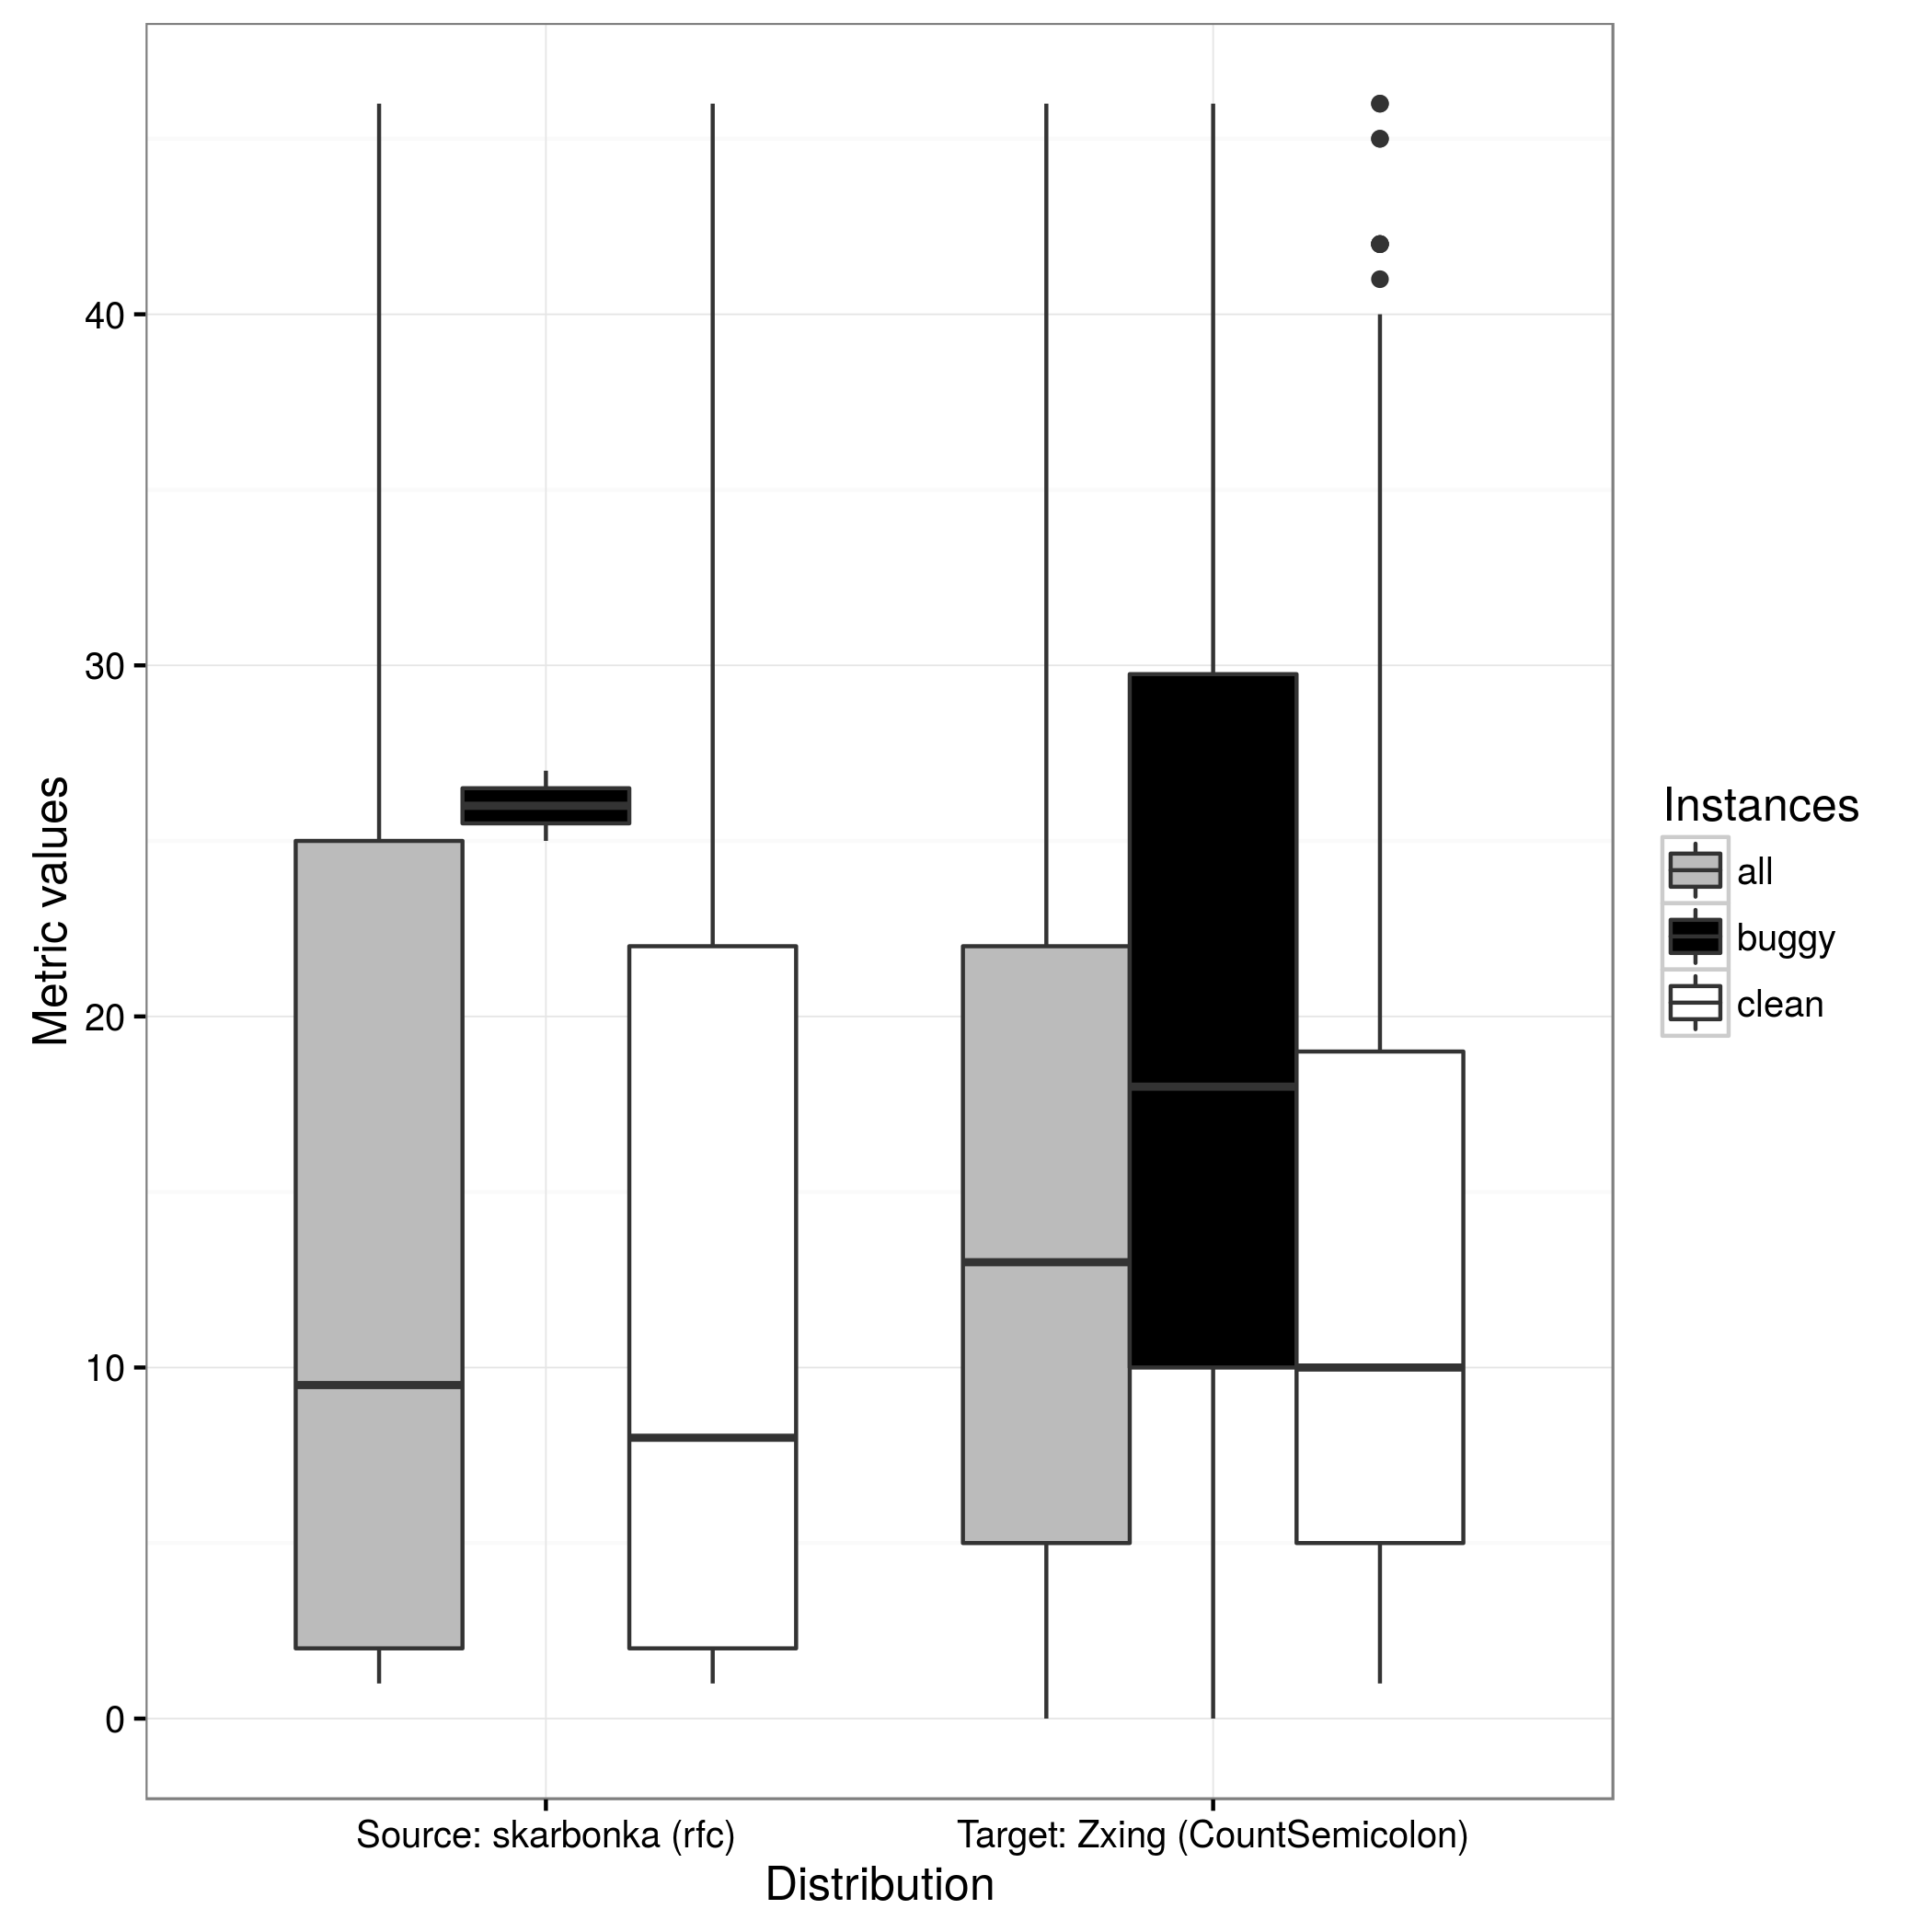 40
30
20
10
0
Metric values
Source: skarbonka (rfc)
Target: Zxing (CountSemicolon)
Distribution
Instances
all
buggy
clean